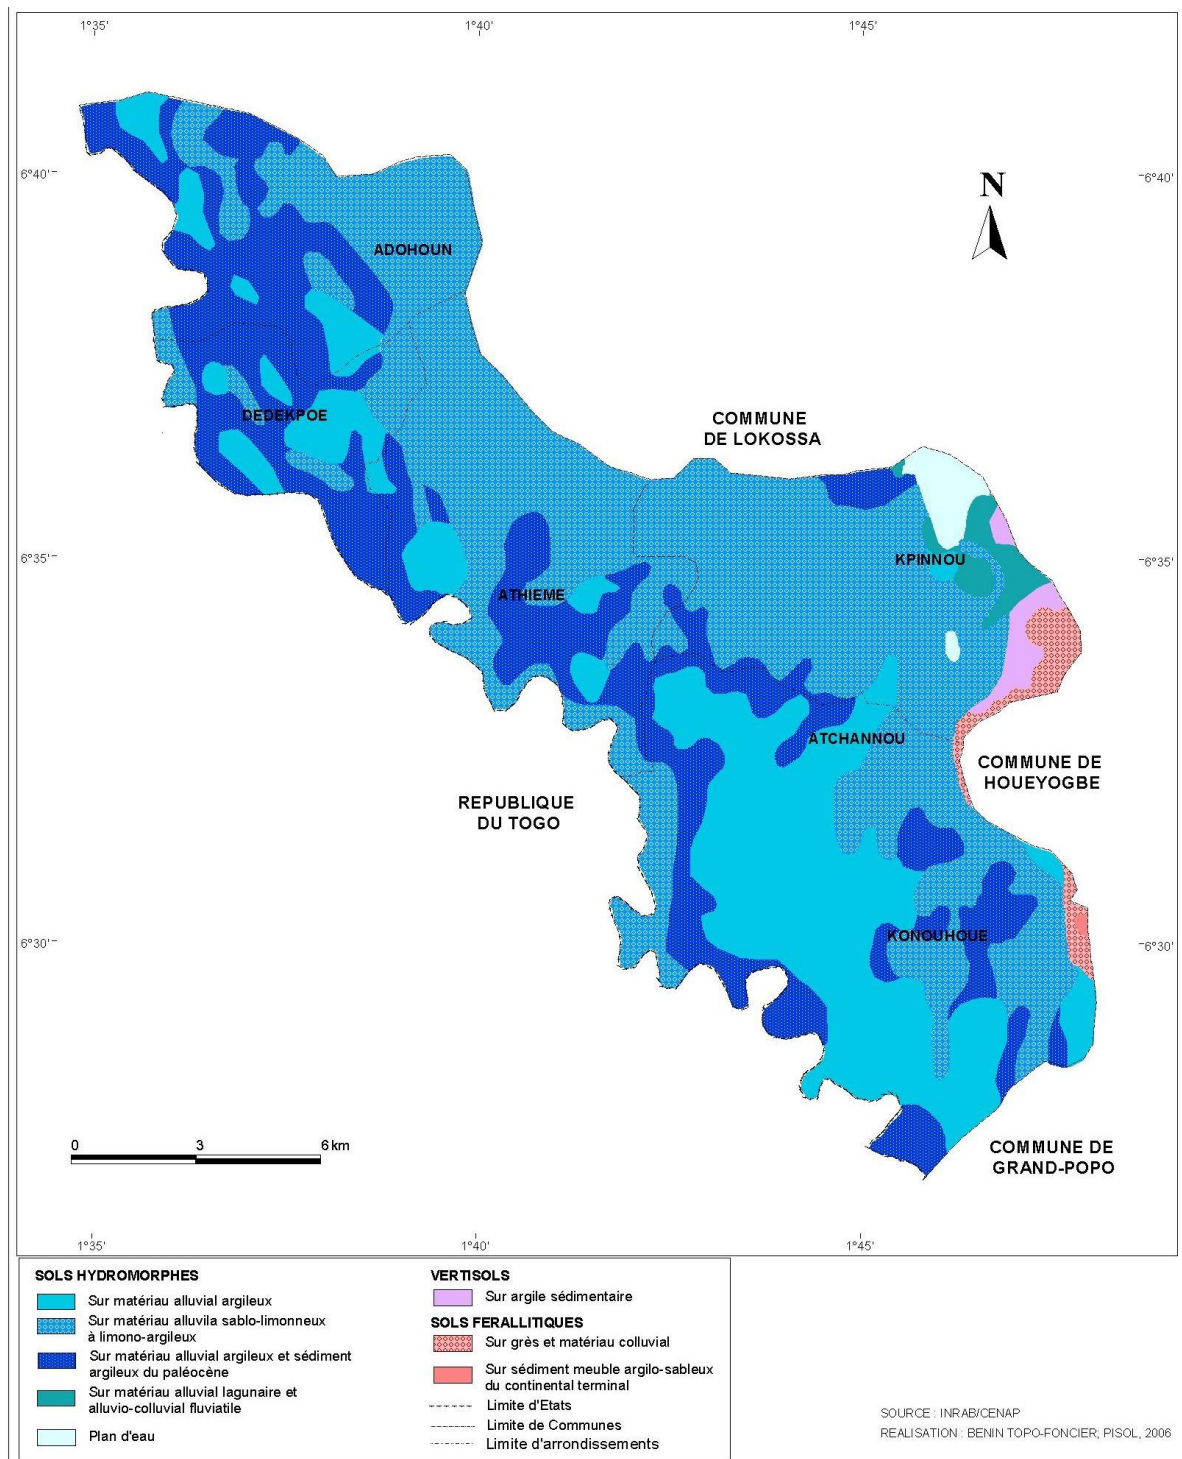 1°35'
1°40'
1°45'
6°40'
6°40'
N
ADOHOUN
DEDEKPOE
COMMUNE
DE LOKOSSA
6°35'
KPINNOU
6°35'
ATHIEME
ATCHANNOU
COMMUNE DE
HOUEYOGBE
REPUBLIQUE
DU TOGO
6°30'
KONOUHOUE
6°30'
0 3 6 km
COMMUNE DE
GRAND-POPO
1°35'
1°40'
1°45'
SOLS HYDROMORPHES
Sur matériau alluvial argileux
Sur matériau alluvila sablo-limonneux
à limono-argileux
Sur matériau alluvial argileux et sédiment
argileux du paléocène
Sur matériau alluvial lagunaire et
alluvio-colluvial fluviatile
Plan d'eau
VERTISOLS
Sur argile sédimentaire
SOLS FERALLITIQUES
Sur grès et matériau colluvial
Sur sédiment meuble argilo-sableux
du continental terminal
Limite d'Etats
Limite de Communes
Limite d'arrondissements
SOURCE : INRAB/CENAP
REALISATION : BENIN TOPO-FONCIER; PISOL, 2006